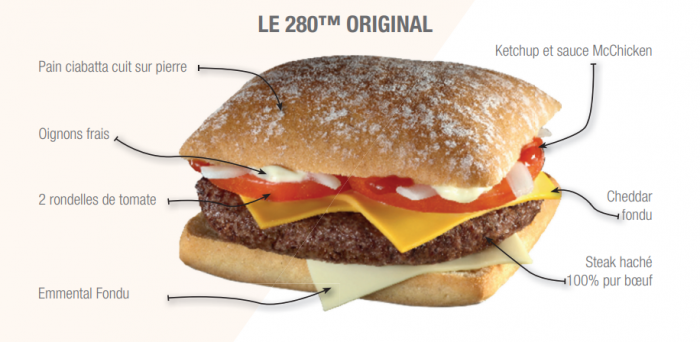 LE 280™ ORIGINAL
Ketchup et sauce McChicken
Pain ciabatta cuit sur pierre
Oignons frais
2 rondelles de tomate
Cheddar
fondu
Steak haché
100% pur bœuf
Emmental Fondu